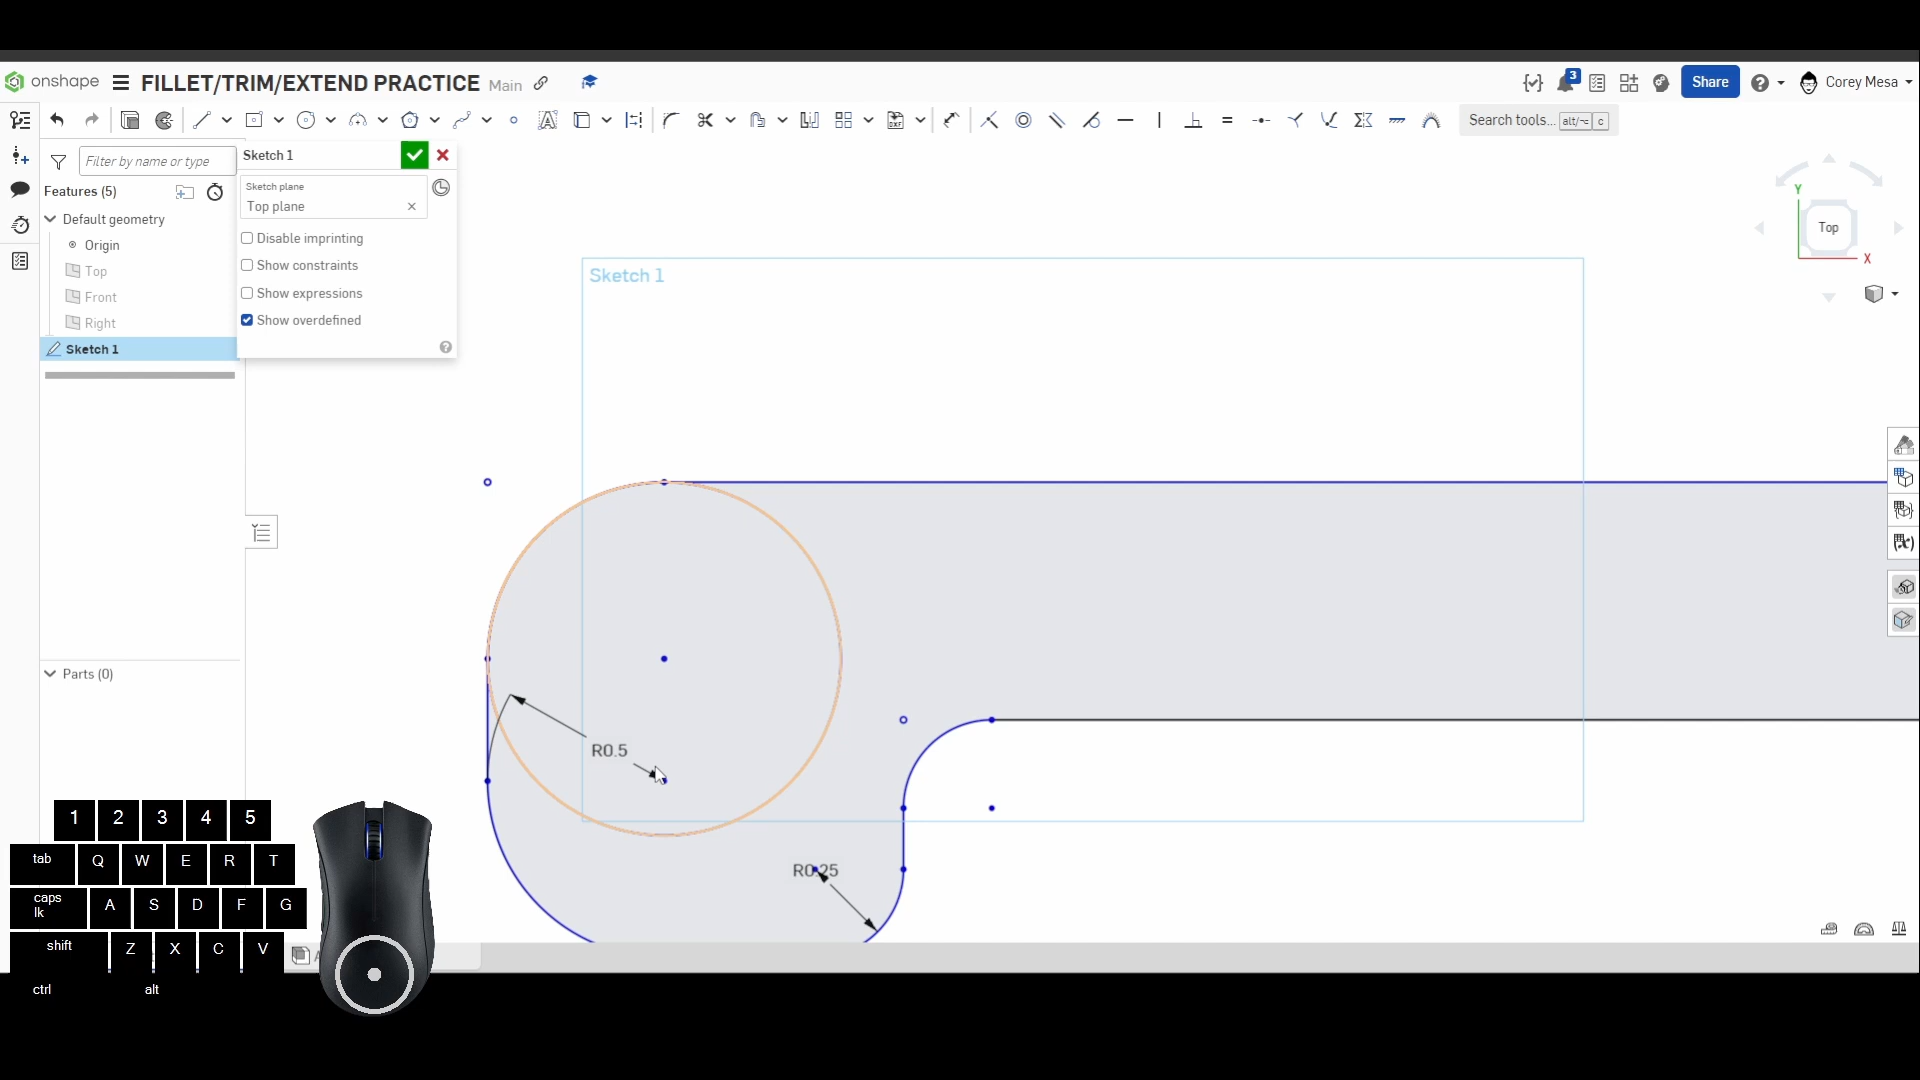 onshape FILLET/TRIM/EXTEND PRACTICE Main 3 Share Corey Mesa
Search tools... alt/⌥ c
Filter by name or type
Features (5)
Default geometry
Origin
Top
Front
Right
Sketch 1
Parts (0)
Sketch 1
Sketch plane
Top plane
Disable imprinting
Show constraints
Show expressions
Show overdefined
Sketch 1
Y
Top
X
(x)
R0.5
R0.25
1 2 3 4 5
tab Q W E R T
caps lk A S D F G
shift Z X C V
ctrl alt